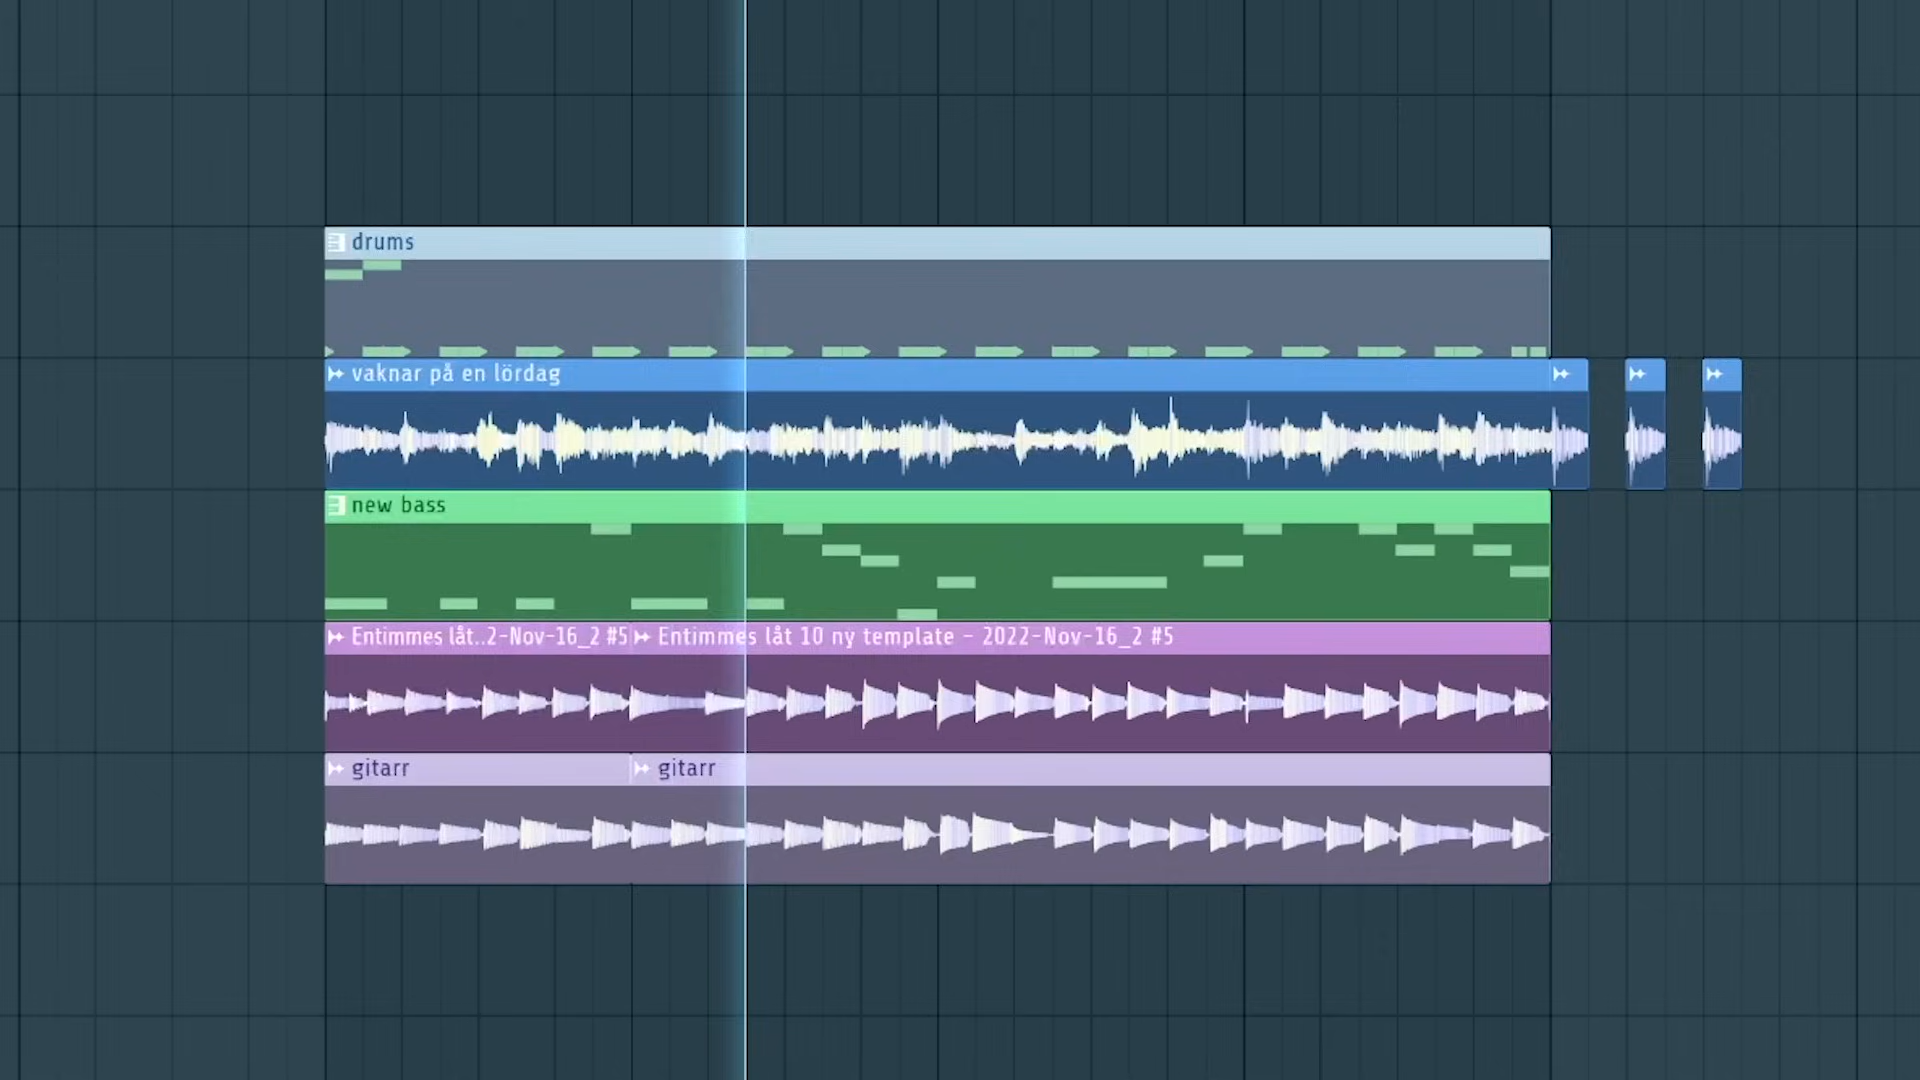 drums
vaknar på en lördag
new bass
Entimmes låt..2-Nov-16_2 #5 Entimmes låt 10 ny template – 2022-Nov-16_2 #5
gitarr gitarr